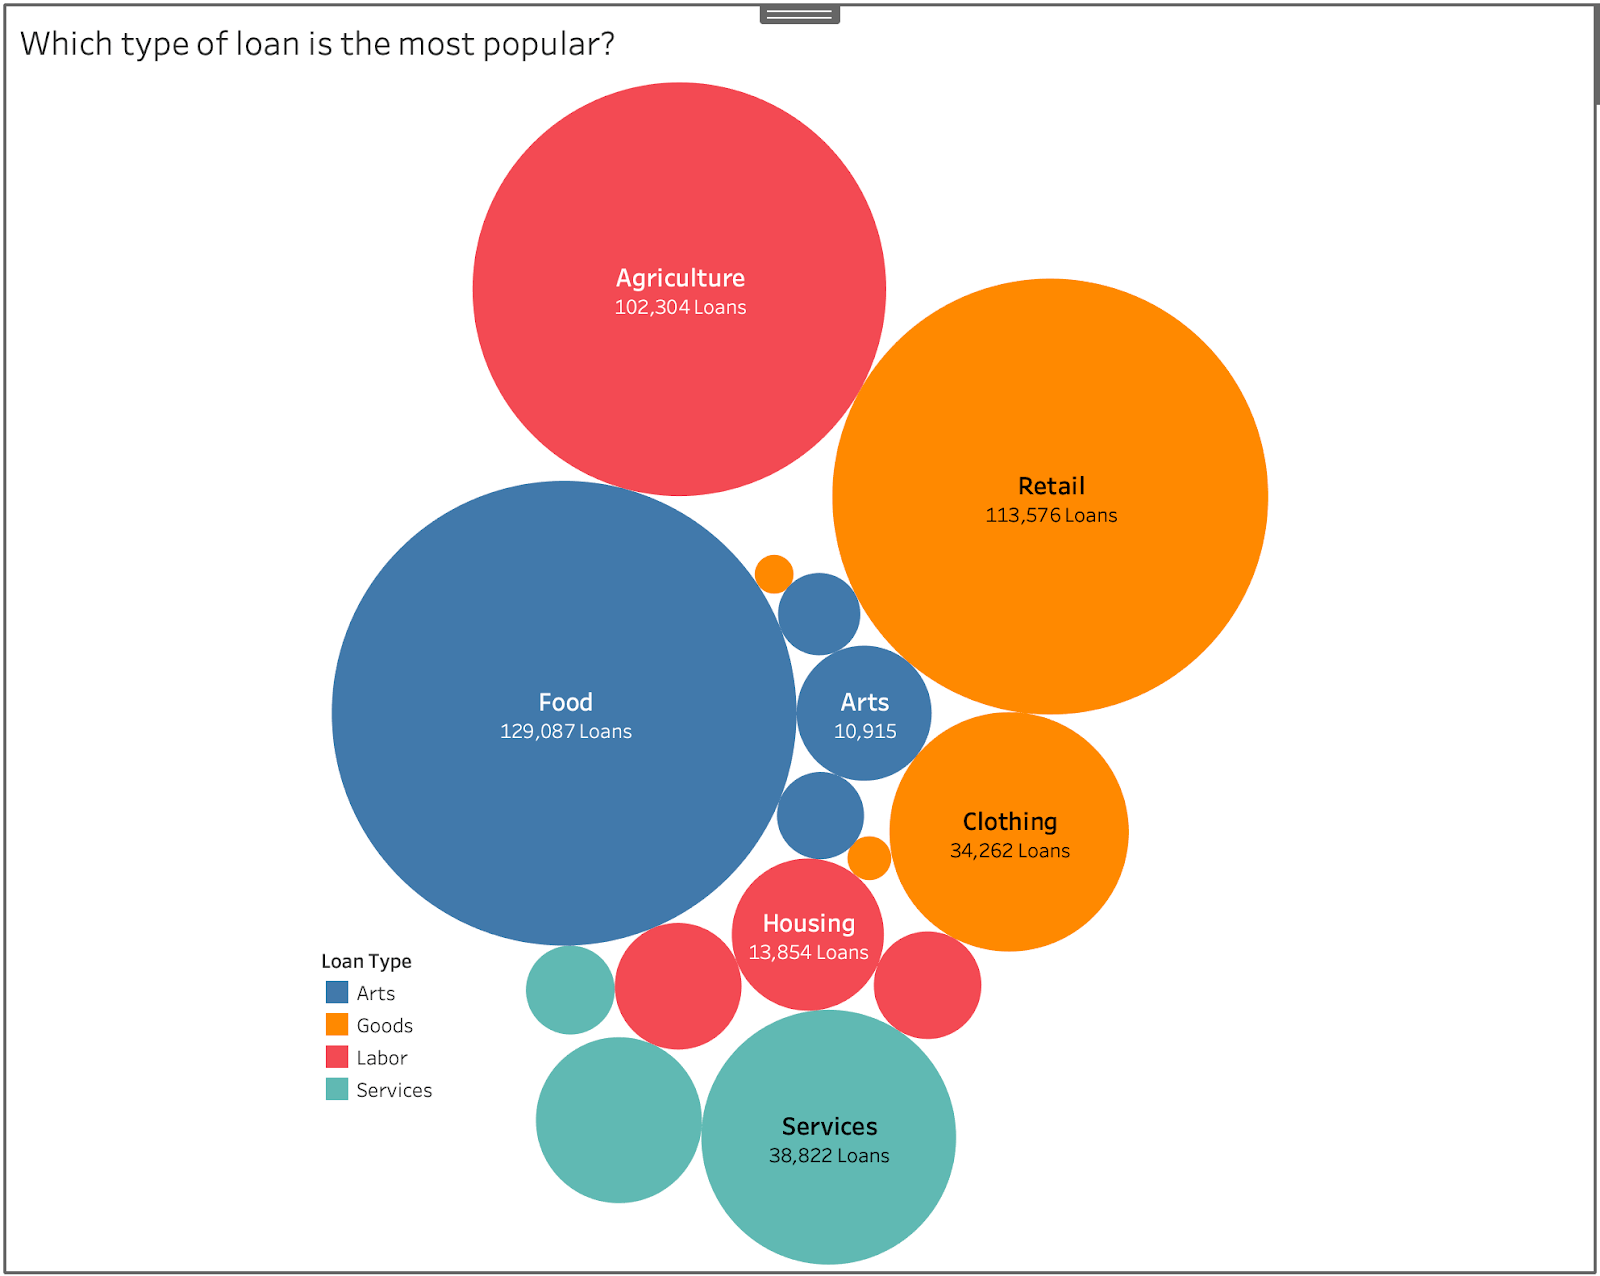 Which type of loan is the most popular?
Agriculture
102,304 Loans
Retail
113,576 Loans
Food
129,087 Loans
Arts
10,915
Clothing
34,262 Loans
Housing
13,854 Loans
Loan Type
Arts
Goods
Labor
Services
Services
38,822 Loans